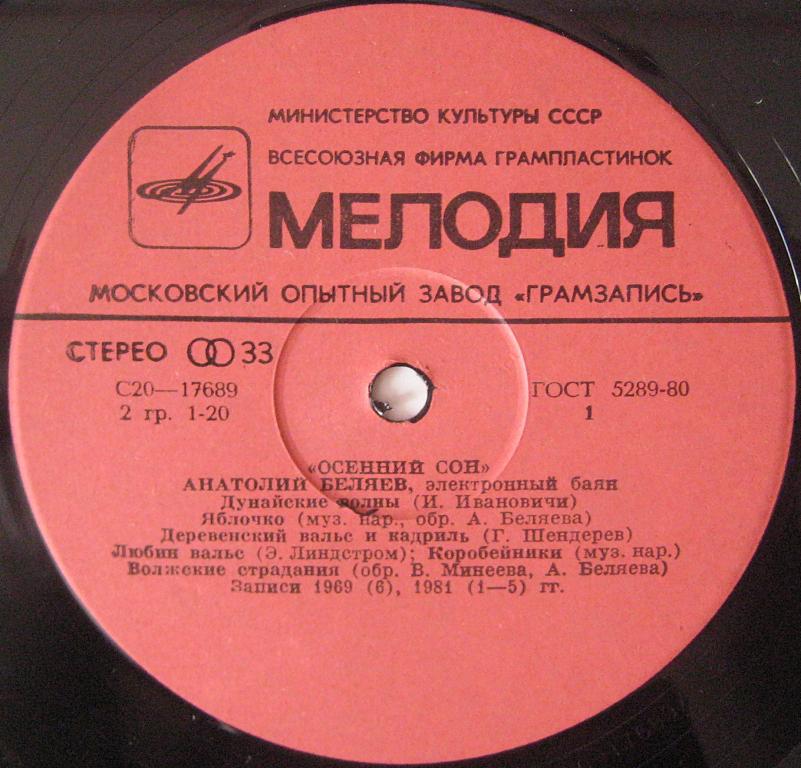 МИНИСТЕРСТВО КУЛЬТУРЫ СССР
ВСЕСОЮЗНАЯ ФИРМА ГРАМПЛАСТИНОК
МЕЛОДИЯ
МОСКОВСКИЙ ОПЫТНЫЙ ЗАВОД «ГРАМЗАПИСЬ»
СТЕРЕО 33
С20—17689 ГОСТ 5289-80
2 гр. 1-20 1
«ОСЕННИЙ СОН»
АНАТОЛИЙ БЕЛЯЕВ, электронный баян
Дунайские волны (И. Ивановичи)
Яблочко (муз. нар., обр. А. Беляева)
Деревенский вальс и кадриль (Г. Шендерев)
Любин вальс (Э. Линдстром); Коробейники (муз. нар.)
Волжские страдания (обр. В. Минеева, А. Беляева)
Записи 1969 (6), 1981 (1—5) гг.